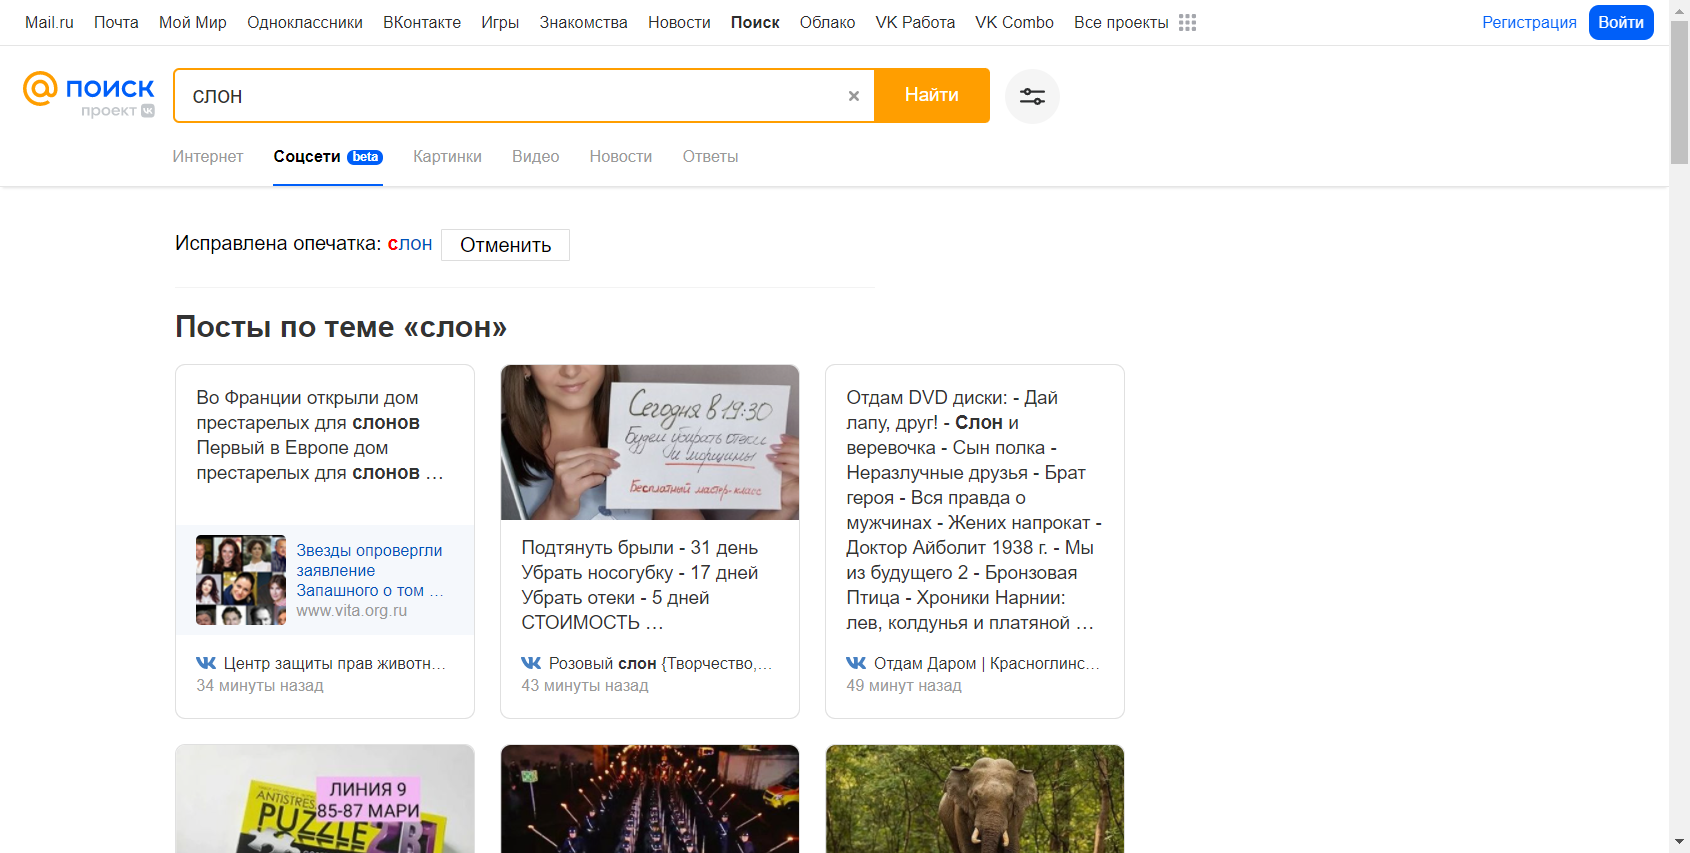 Mail.ru Почта Мой Мир Одноклассники ВКонтакте Игры Знакомства Новости Поиск Облако VK Работа VK Combo Все проекты Регистрация Войти
@ ПОИСК
проект
слон × Найти
Интернет Соцсети beta Картинки Видео Новости Ответы
Исправлена опечатка: слон Отменить
Посты по теме «слон»
Во Франции открыли дом
престарелых для слонов
Первый в Европе дом
престарелых для слонов ...
Звезды опровергли
заявление
Запашного о том ...
www.vita.org.ru
Центр защиты прав животн...
34 минуты назад
Сегодня в 19:30
Будем убирать отеки
и морщины
Бесплатный мастер-класс
Подтянуть брыли - 31 день
Убрать носогубку - 17 дней
Убрать отеки - 5 дней
СТОИМОСТЬ ...
Розовый слон {Творчество,...
43 минуты назад
Отдам DVD диски: - Дай
лапу, друг! - Слон и
веревочка - Сын полка -
Неразлучные друзья - Брат
героя - Вся правда о
мужчинах - Жених напрокат -
Доктор Айболит 1938 г. - Мы
из будущего 2 - Бронзовая
Птица - Хроники Нарнии:
лев, колдунья и платяной ...
Отдам Даром | Красноглинс...
49 минут назад
ЛИНИЯ 9
85-87 МАРИ
ANTISTRES
PUZZLE